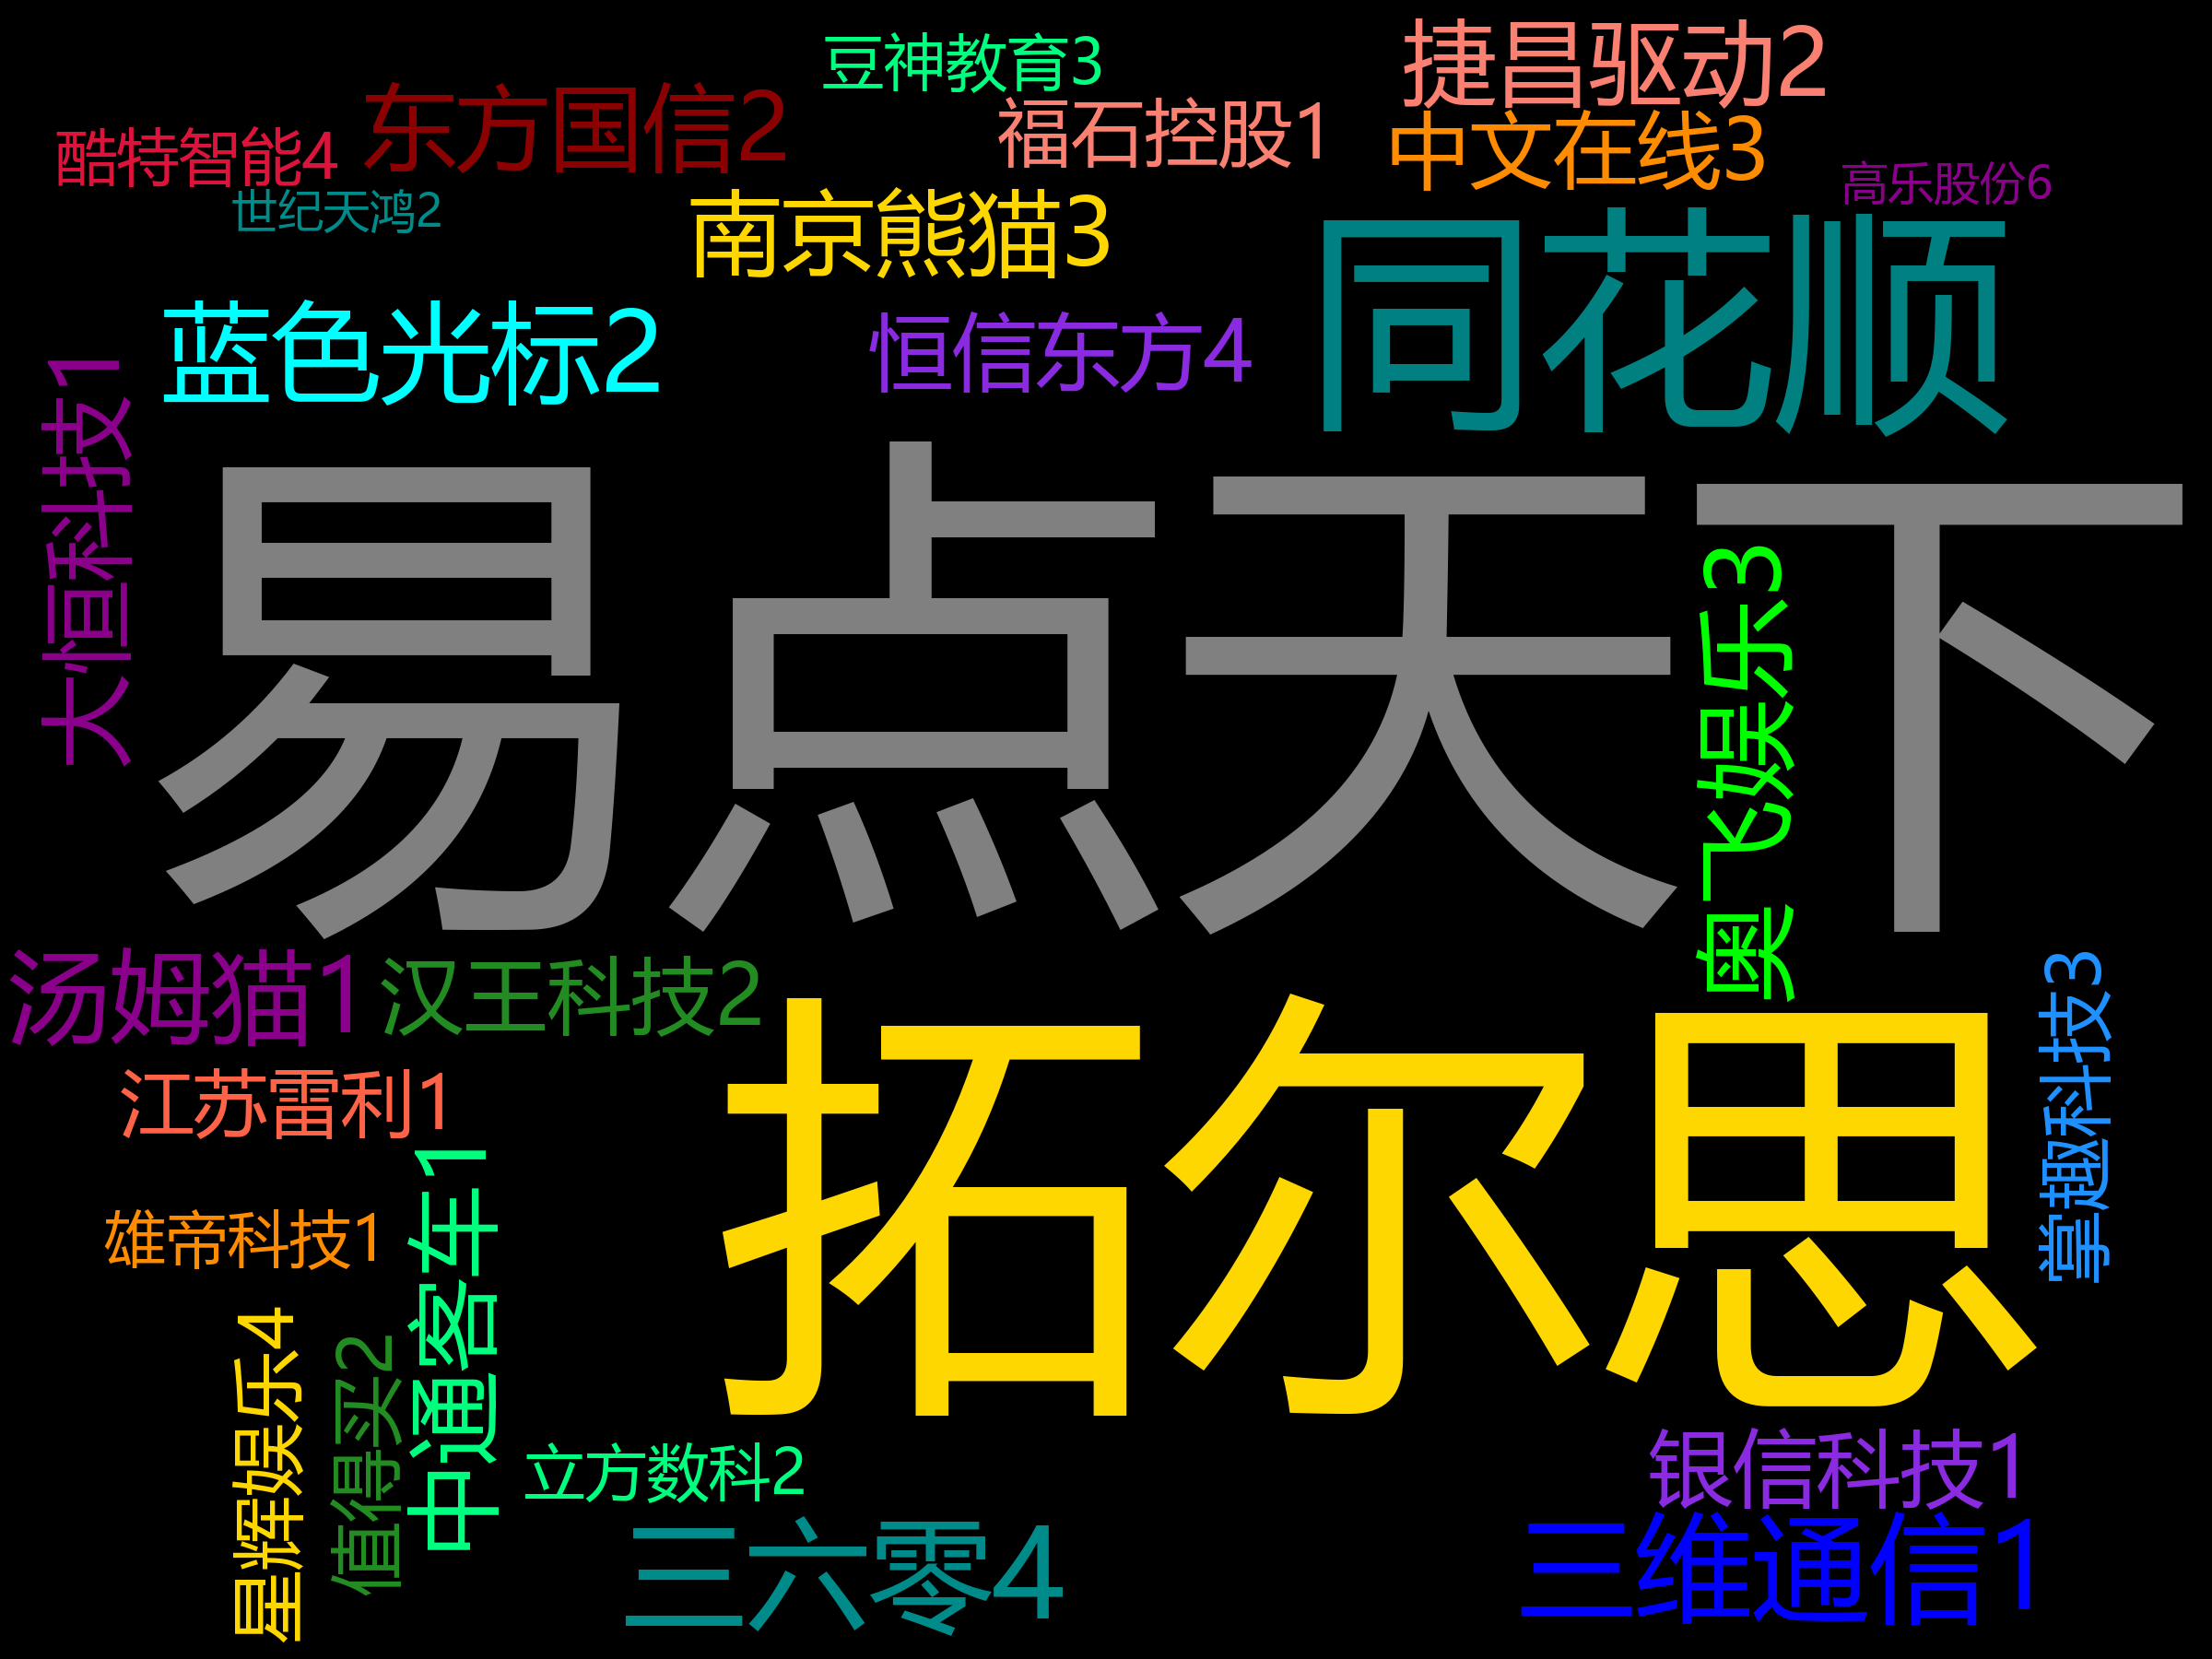 豆神教育3
捷昌驱动2
东方国信2
福石控股1
中文在线3
酷特智能4
高乐股份6
世纪天鸿2
南京熊猫3
同花顺
蓝色光标2
恒信东方4
大恒科技1
易点天下
奥飞娱乐3
汤姆猫1
汉王科技2
拓尔思
掌趣科技3
江苏雷利1
雄帝科技1
中通客车1
星辉娱乐4
值得买2
立方数科2
银信科技1
三六零4
三维通信1